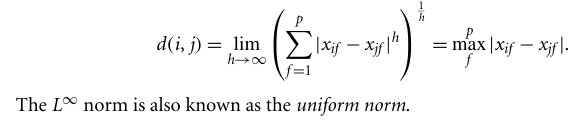 d(i, j) = lim_{h→∞} (∑_{f=1}^{p} |x_{if} − x_{jf}|^h)^{1/h} = max_f^p |x_{if} − x_{jf}|.
The L^∞ norm is also known as the uniform norm.